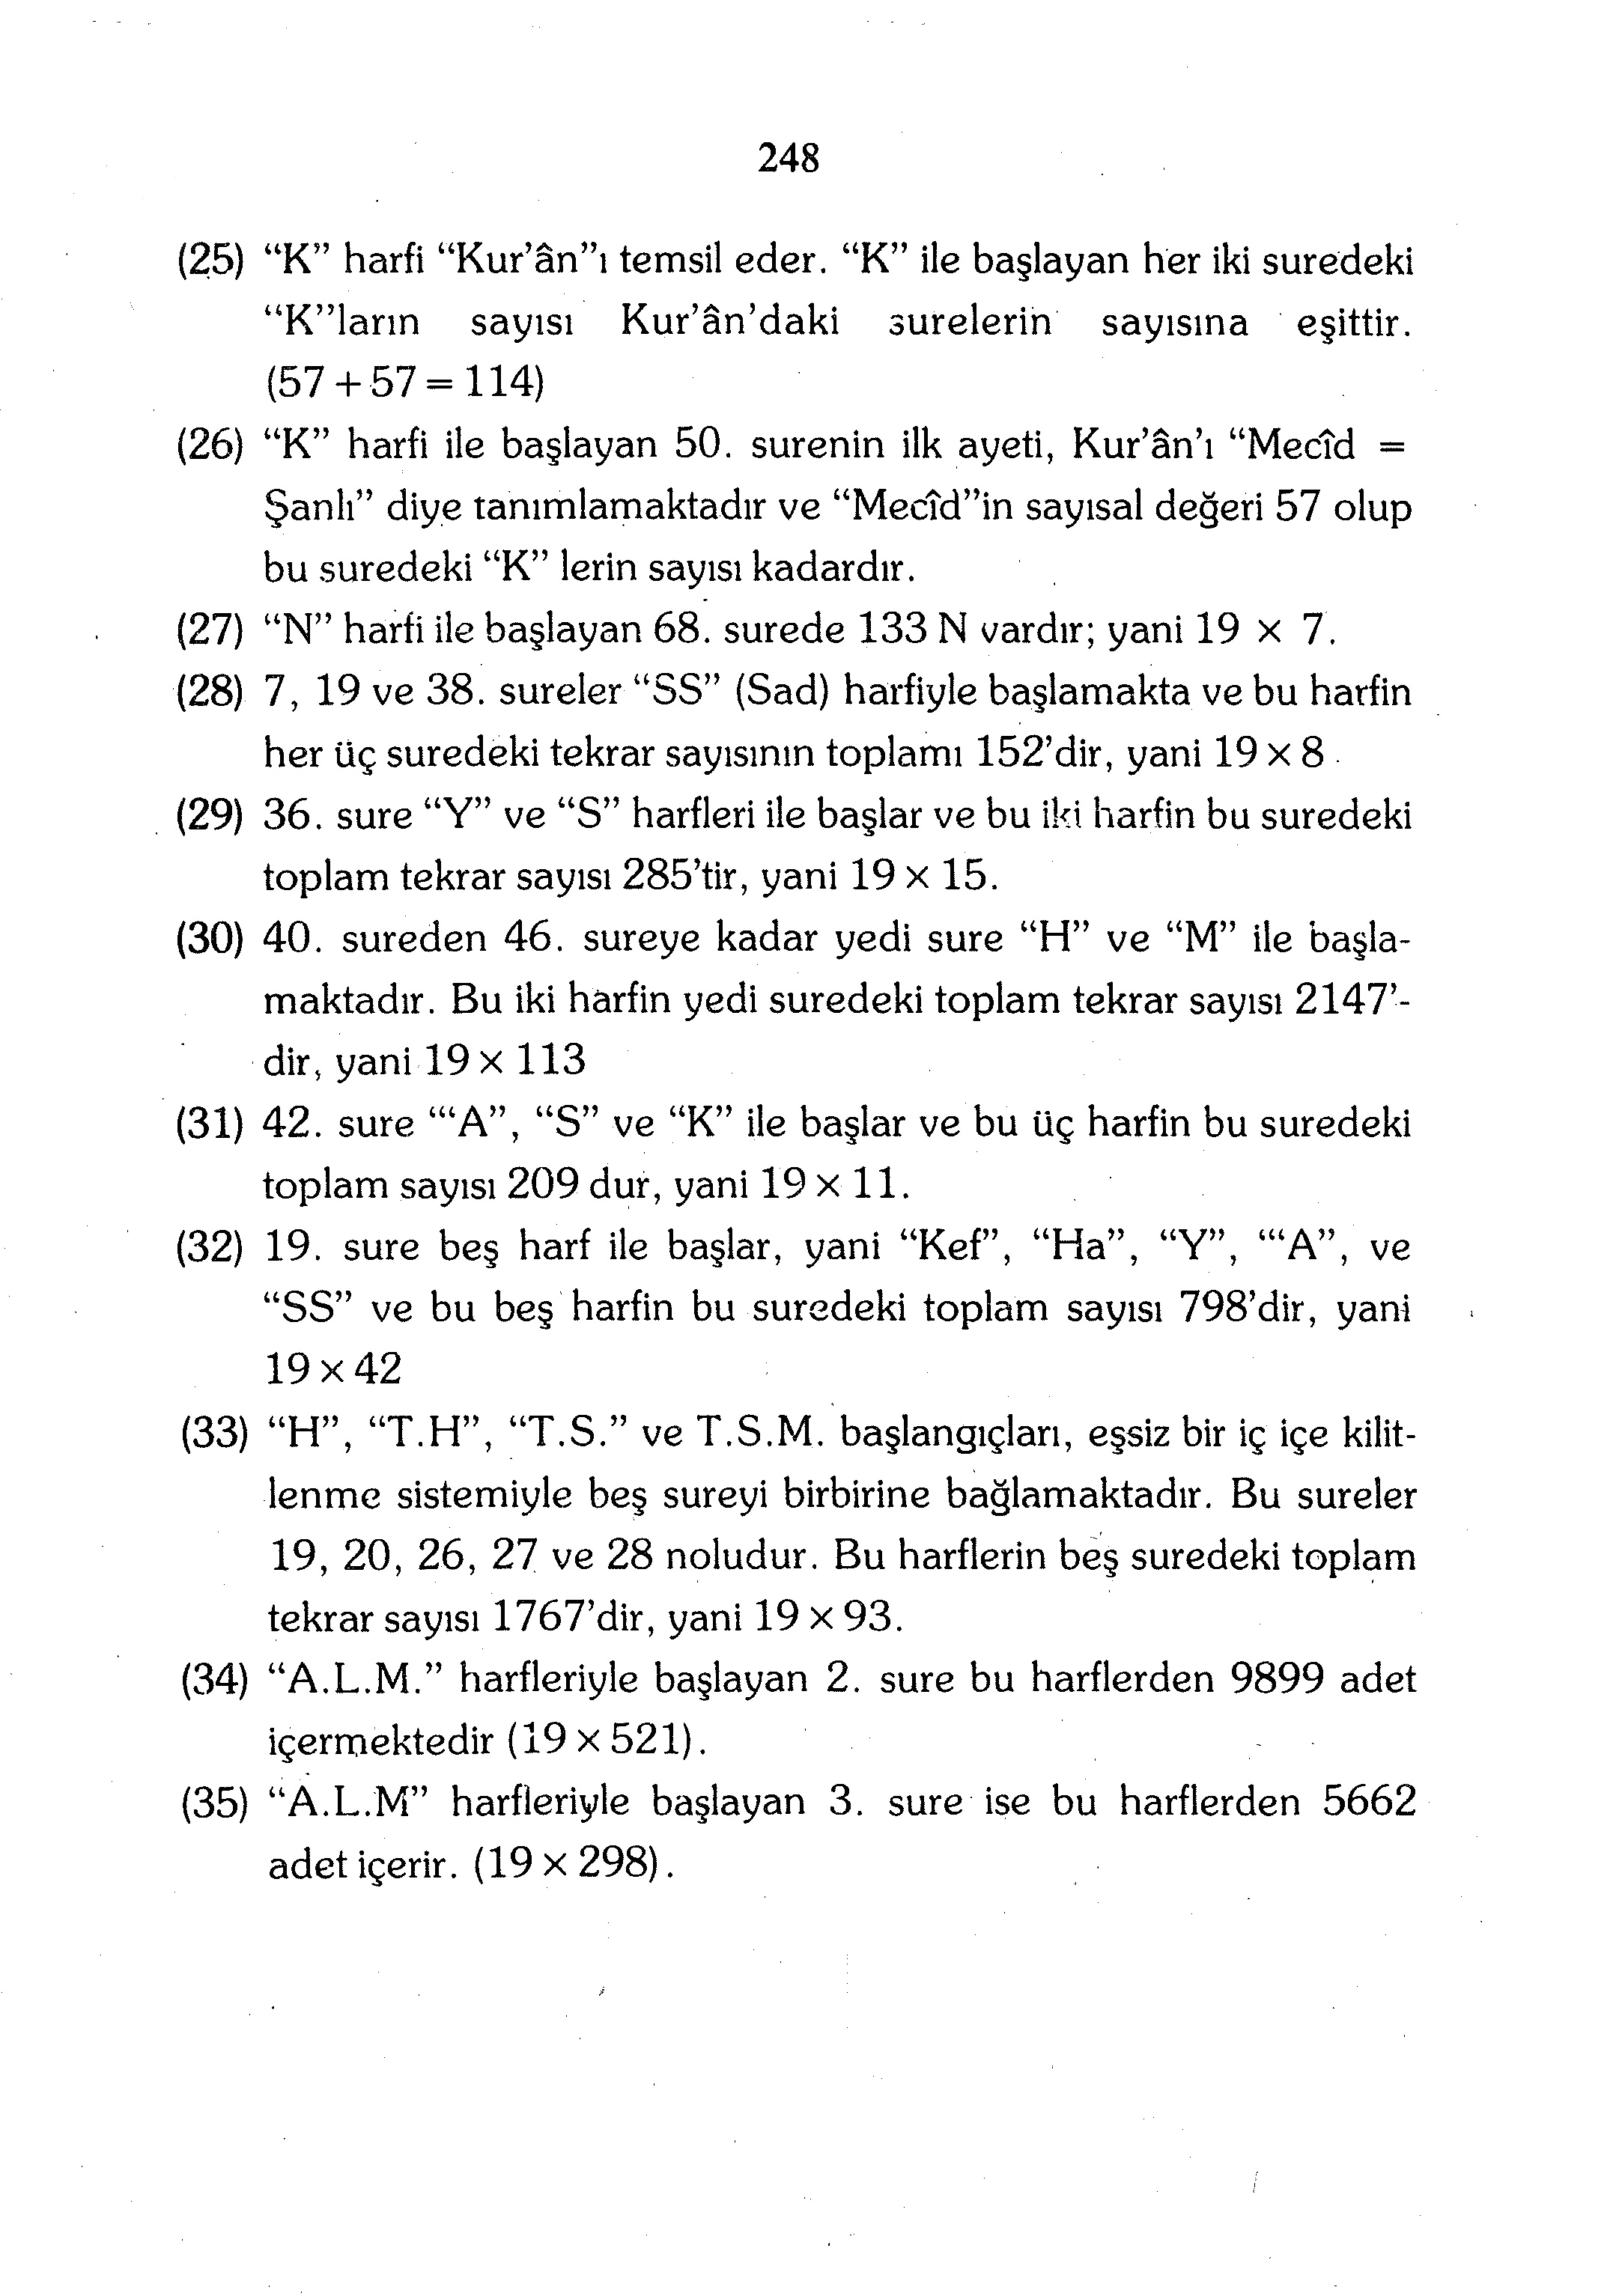 248
(25) “K” harfi “Kur’ân”ı temsil eder. “K” ile başlayan her iki suredeki
“K”ların sayısı Kur’ân’daki surelerin sayısına eşittir.
(57 + 57 = 114)
(26) “K” harfi ile başlayan 50. surenin ilk ayeti, Kur’ân’ı “Mecîd =
Şanlı” diye tanımlamaktadır ve “Mecîd”in sayısal değeri 57 olup
bu suredeki “K” lerin sayısı kadardır.
(27) “N” harfi ile başlayan 68. surede 133 N vardır; yani 19 x 7.
(28) 7, 19 ve 38. sureler “SS” (Sad) harfiyle başlamakta ve bu harfin
her üç suredeki tekrar sayısının toplamı 152’dir, yani 19 x 8.
(29) 36. sure “Y” ve “S” harfleri ile başlar ve bu iki harfin bu suredeki
toplam tekrar sayısı 285’tir, yani 19 x 15.
(30) 40. sureden 46. sureye kadar yedi sure “H” ve “M” ile başla-
maktadır. Bu iki harfin yedi suredeki toplam tekrar sayısı 2147’-
dir, yani 19 x 113
(31) 42. sure “‘A”, “S” ve “K” ile başlar ve bu üç harfin bu suredeki
toplam sayısı 209 dur, yani 19 x 11.
(32) 19. sure beş harf ile başlar, yani “Kef”, “Ha”, “Y”, “‘A”, ve
“SS” ve bu beş harfin bu suredeki toplam sayısı 798’dir, yani
19 x 42
(33) “H”, “T.H”, “T.S.” ve T.S.M. başlangıçları, eşsiz bir iç içe kilit-
lenme sistemiyle beş sureyi birbirine bağlamaktadır. Bu sureler
19, 20, 26, 27 ve 28 noludur. Bu harflerin beş suredeki toplam
tekrar sayısı 1767’dir, yani 19 x 93.
(34) “A.L.M.” harfleriyle başlayan 2. sure bu harflerden 9899 adet
içermektedir (19 x 521).
(35) “A.L.M” harfleriyle başlayan 3. sure ise bu harflerden 5662
adet içerir. (19 x 298).